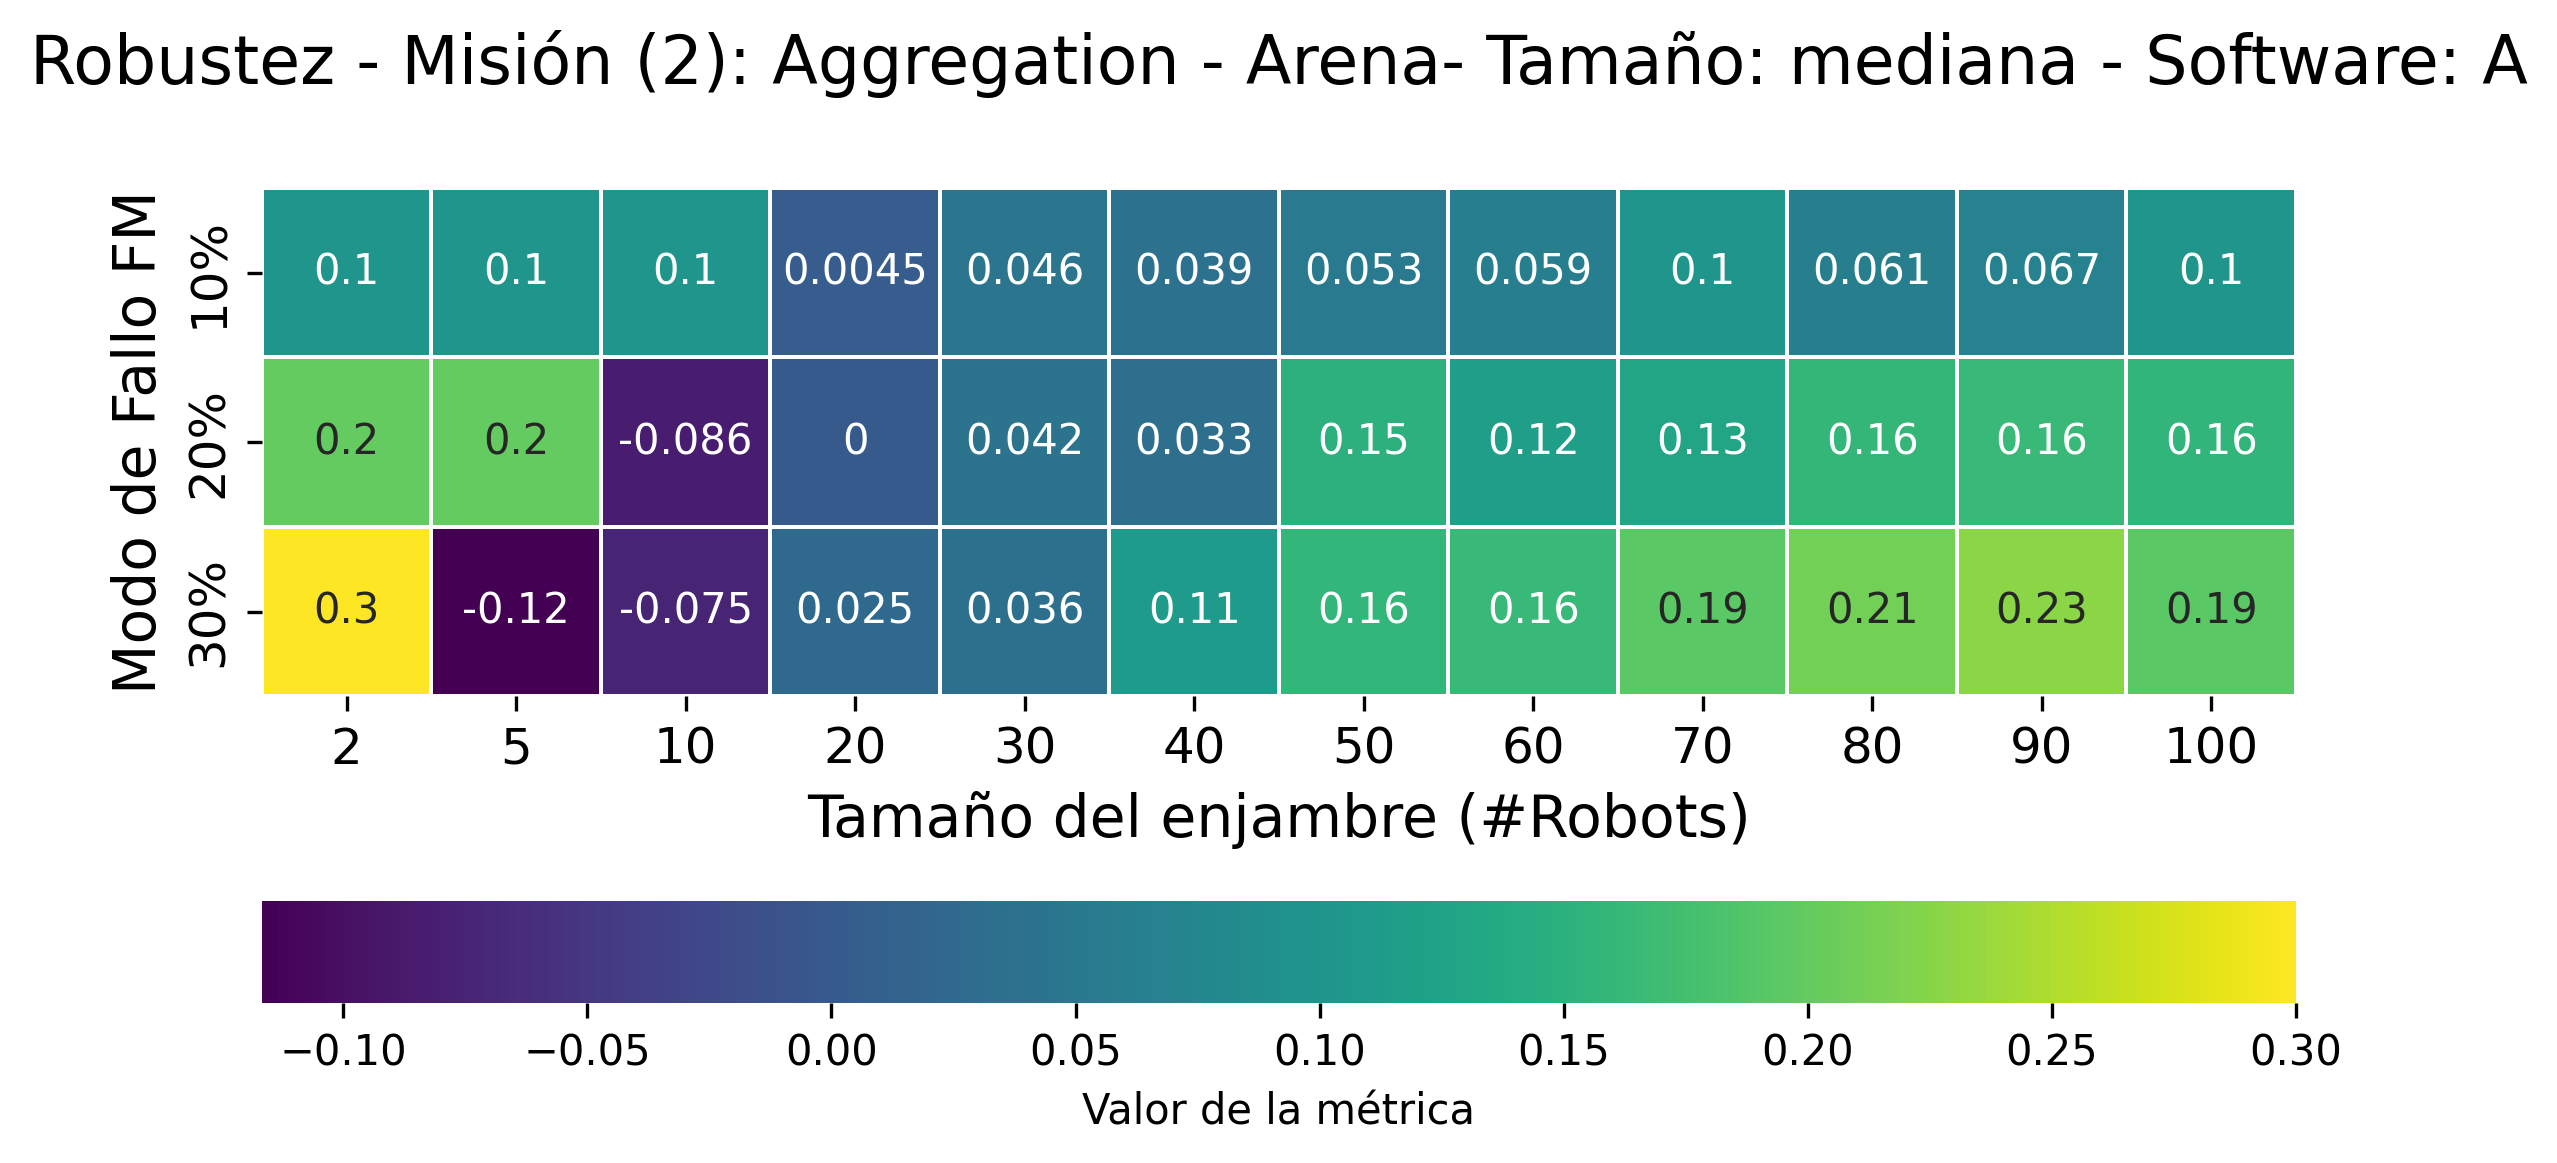 Robustez - Misión (2): Aggregation - Arena- Tamaño: mediana - Software: A
Modo de Fallo FM
10%
0.1 0.1 0.1 0.0045 0.046 0.039 0.053 0.059 0.1 0.061 0.067 0.1
20%
0.2 0.2 -0.086 0 0.042 0.033 0.15 0.12 0.13 0.16 0.16 0.16
30%
0.3 -0.12 -0.075 0.025 0.036 0.11 0.16 0.16 0.19 0.21 0.23 0.19
2 5 10 20 30 40 50 60 70 80 90 100
Tamaño del enjambre (#Robots)
−0.10 −0.05 0.00 0.05 0.10 0.15 0.20 0.25 0.30
Valor de la métrica